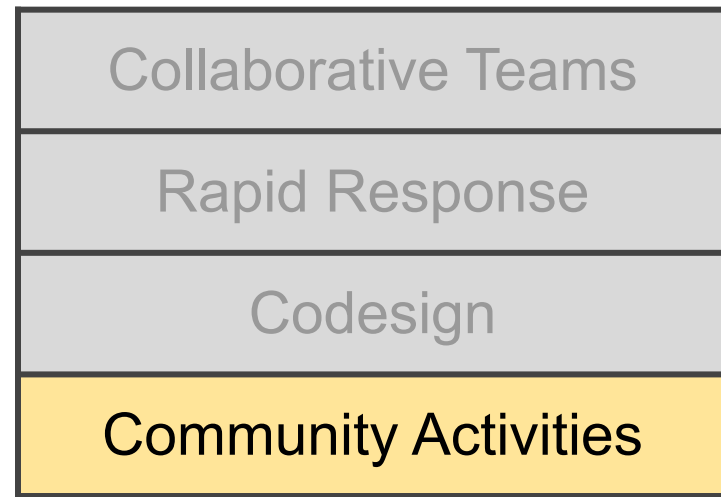 Collaborative Teams
Rapid Response
Codesign
Community Activities